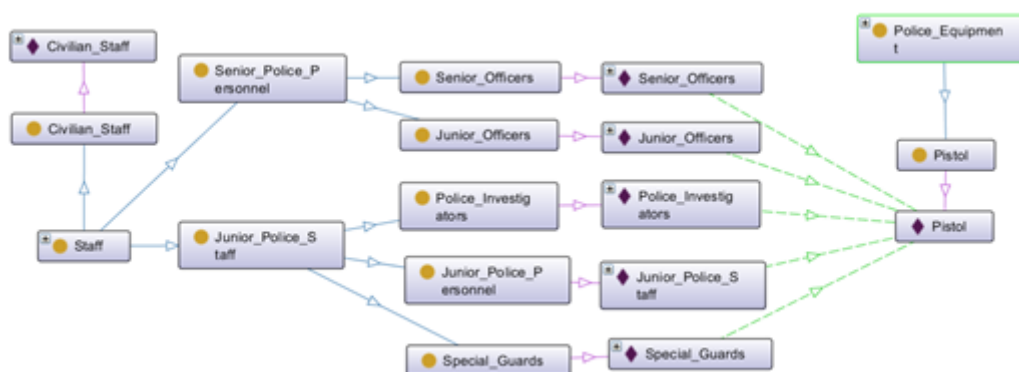 Civilian_Staff
Police_Equipmen
t
Senior_Police_P
ersonnel
Senior_Officers
Senior_Officers
Civilian_Staff
Junior_Officers
Junior_Officers
Pistol
Police_Investig
ators
Police_Investig
ators
Pistol
Staff
Junior_Police_S
taff
Junior_Police_P
ersonnel
Junior_Police_S
taff
Special_Guards
Special_Guards